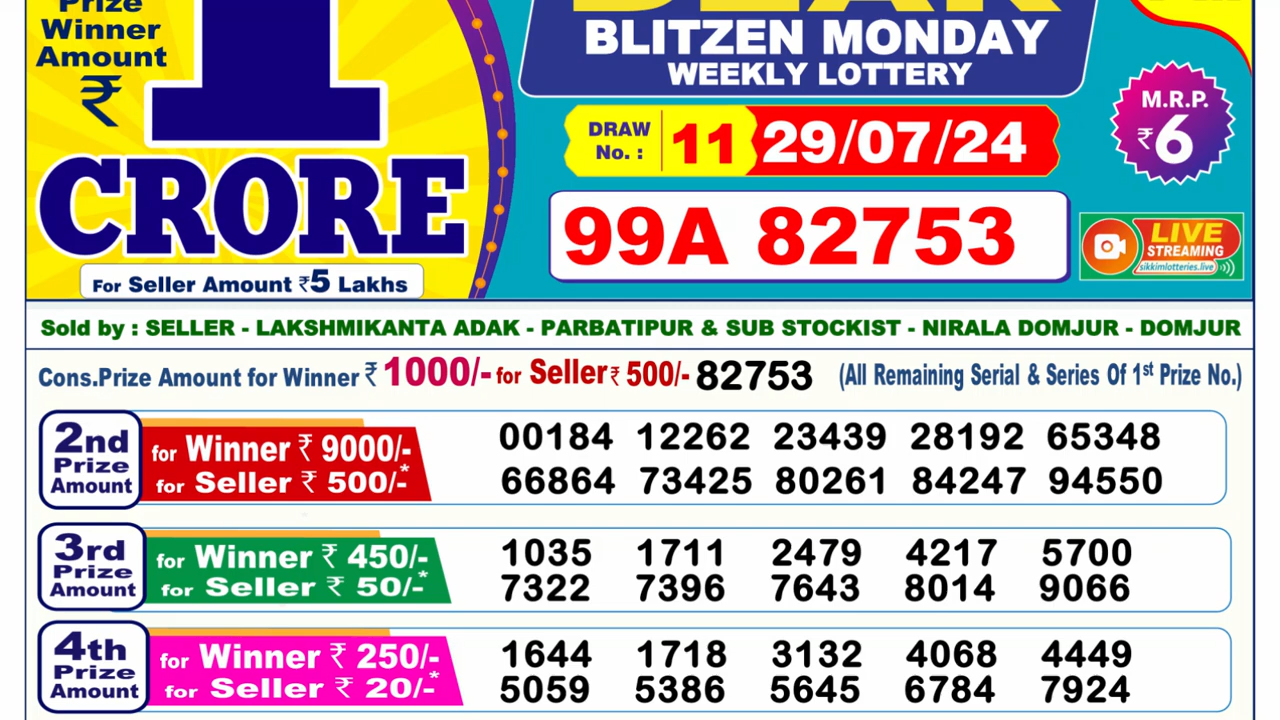 Prize
Winner
Amount
₹
1
CRORE
For Seller Amount ₹5 Lakhs
DEAR
BLITZEN MONDAY
WEEKLY LOTTERY
DRAW No. : 11 29/07/24
M.R.P.
₹6
99A 82753
LIVE
STREAMING
sikkimlotteries.live
Sold by : SELLER - LAKSHMIKANTA ADAK - PARBATIPUR & SUB STOCKIST - NIRALA DOMJUR - DOMJUR
Cons.Prize Amount for Winner ₹ 1000/- for Seller ₹ 500/- 82753 (All Remaining Serial & Series Of 1st Prize No.)
2nd Prize Amount
for Winner ₹ 9000/-
for Seller ₹ 500/-*
00184 12262 23439 28192 65348
66864 73425 80261 84247 94550
3rd Prize Amount
for Winner ₹ 450/-
for Seller ₹ 50/-*
1035 1711 2479 4217 5700
7322 7396 7643 8014 9066
4th Prize Amount
for Winner ₹ 250/-
for Seller ₹ 20/-*
1644 1718 3132 4068 4449
5059 5386 5645 6784 7924